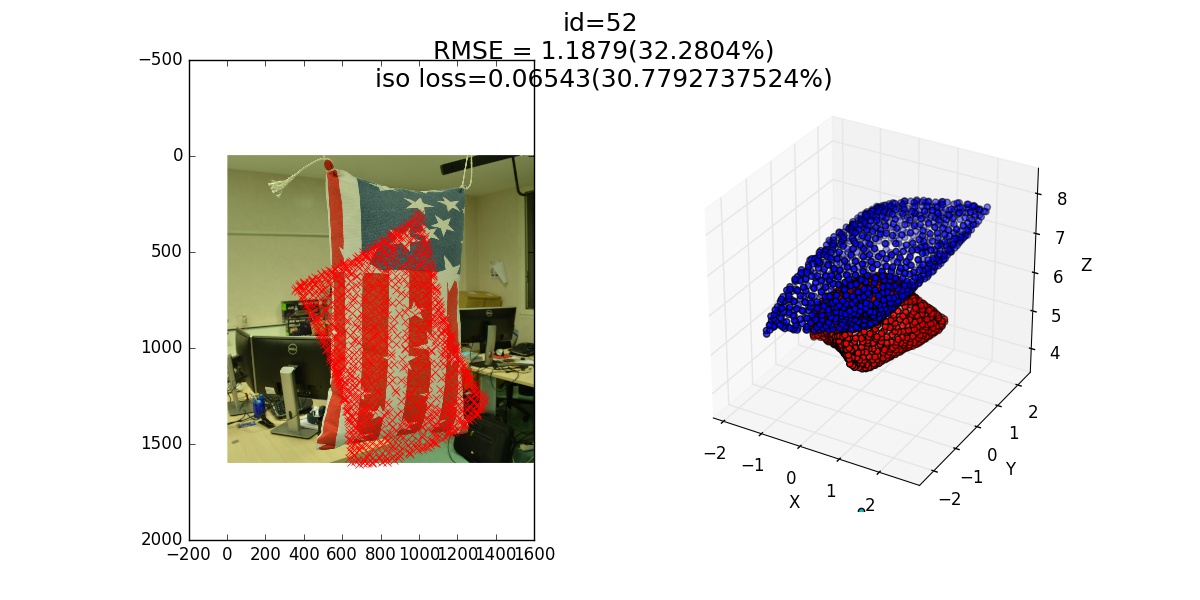 id=52
RMSE = 1.1879(32.2804%)
iso loss=0.06543(30.7792737524%)
−500
0
500
1000
1500
2000
−200 0 200 400 600 800 1000 1200 1400 1600
8
7
6
5
4
Z
−2 −1 0 1 2
X
−2 −1 0 1 2
Y